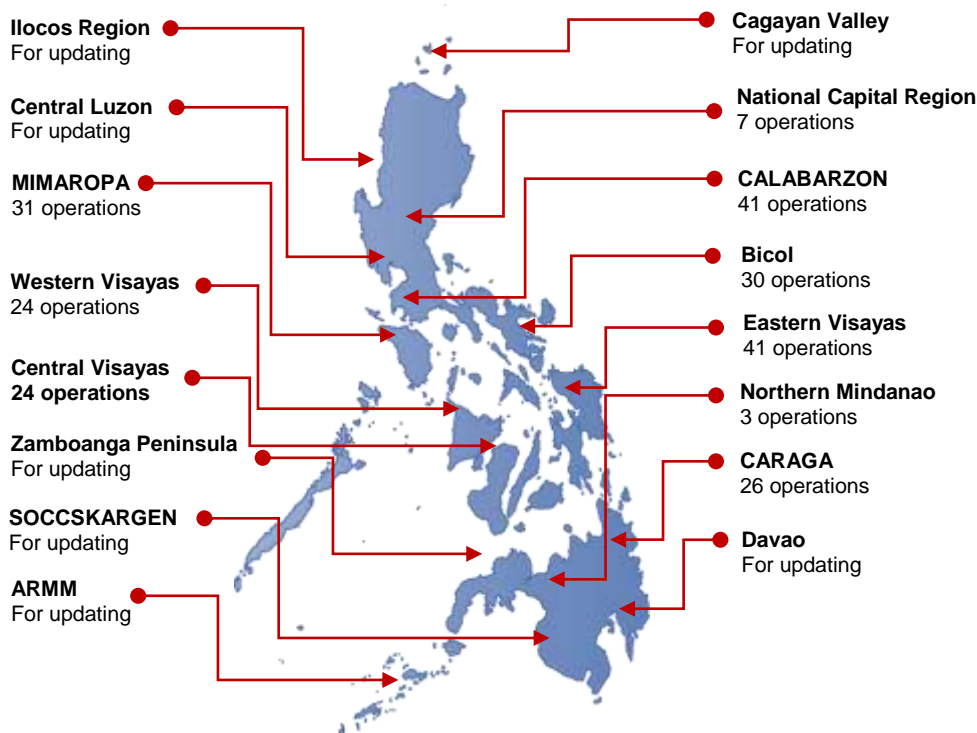 Ilocos Region
For updating
Central Luzon
For updating
MIMAROPA
31 operations
Western Visayas
24 operations
Central Visayas
24 operations
Zamboanga Peninsula
For updating
SOCCSKARGEN
For updating
ARMM
For updating
Cagayan Valley
For updating
National Capital Region
7 operations
CALABARZON
41 operations
Bicol
30 operations
Eastern Visayas
41 operations
Northern Mindanao
3 operations
CARAGA
26 operations
Davao
For updating